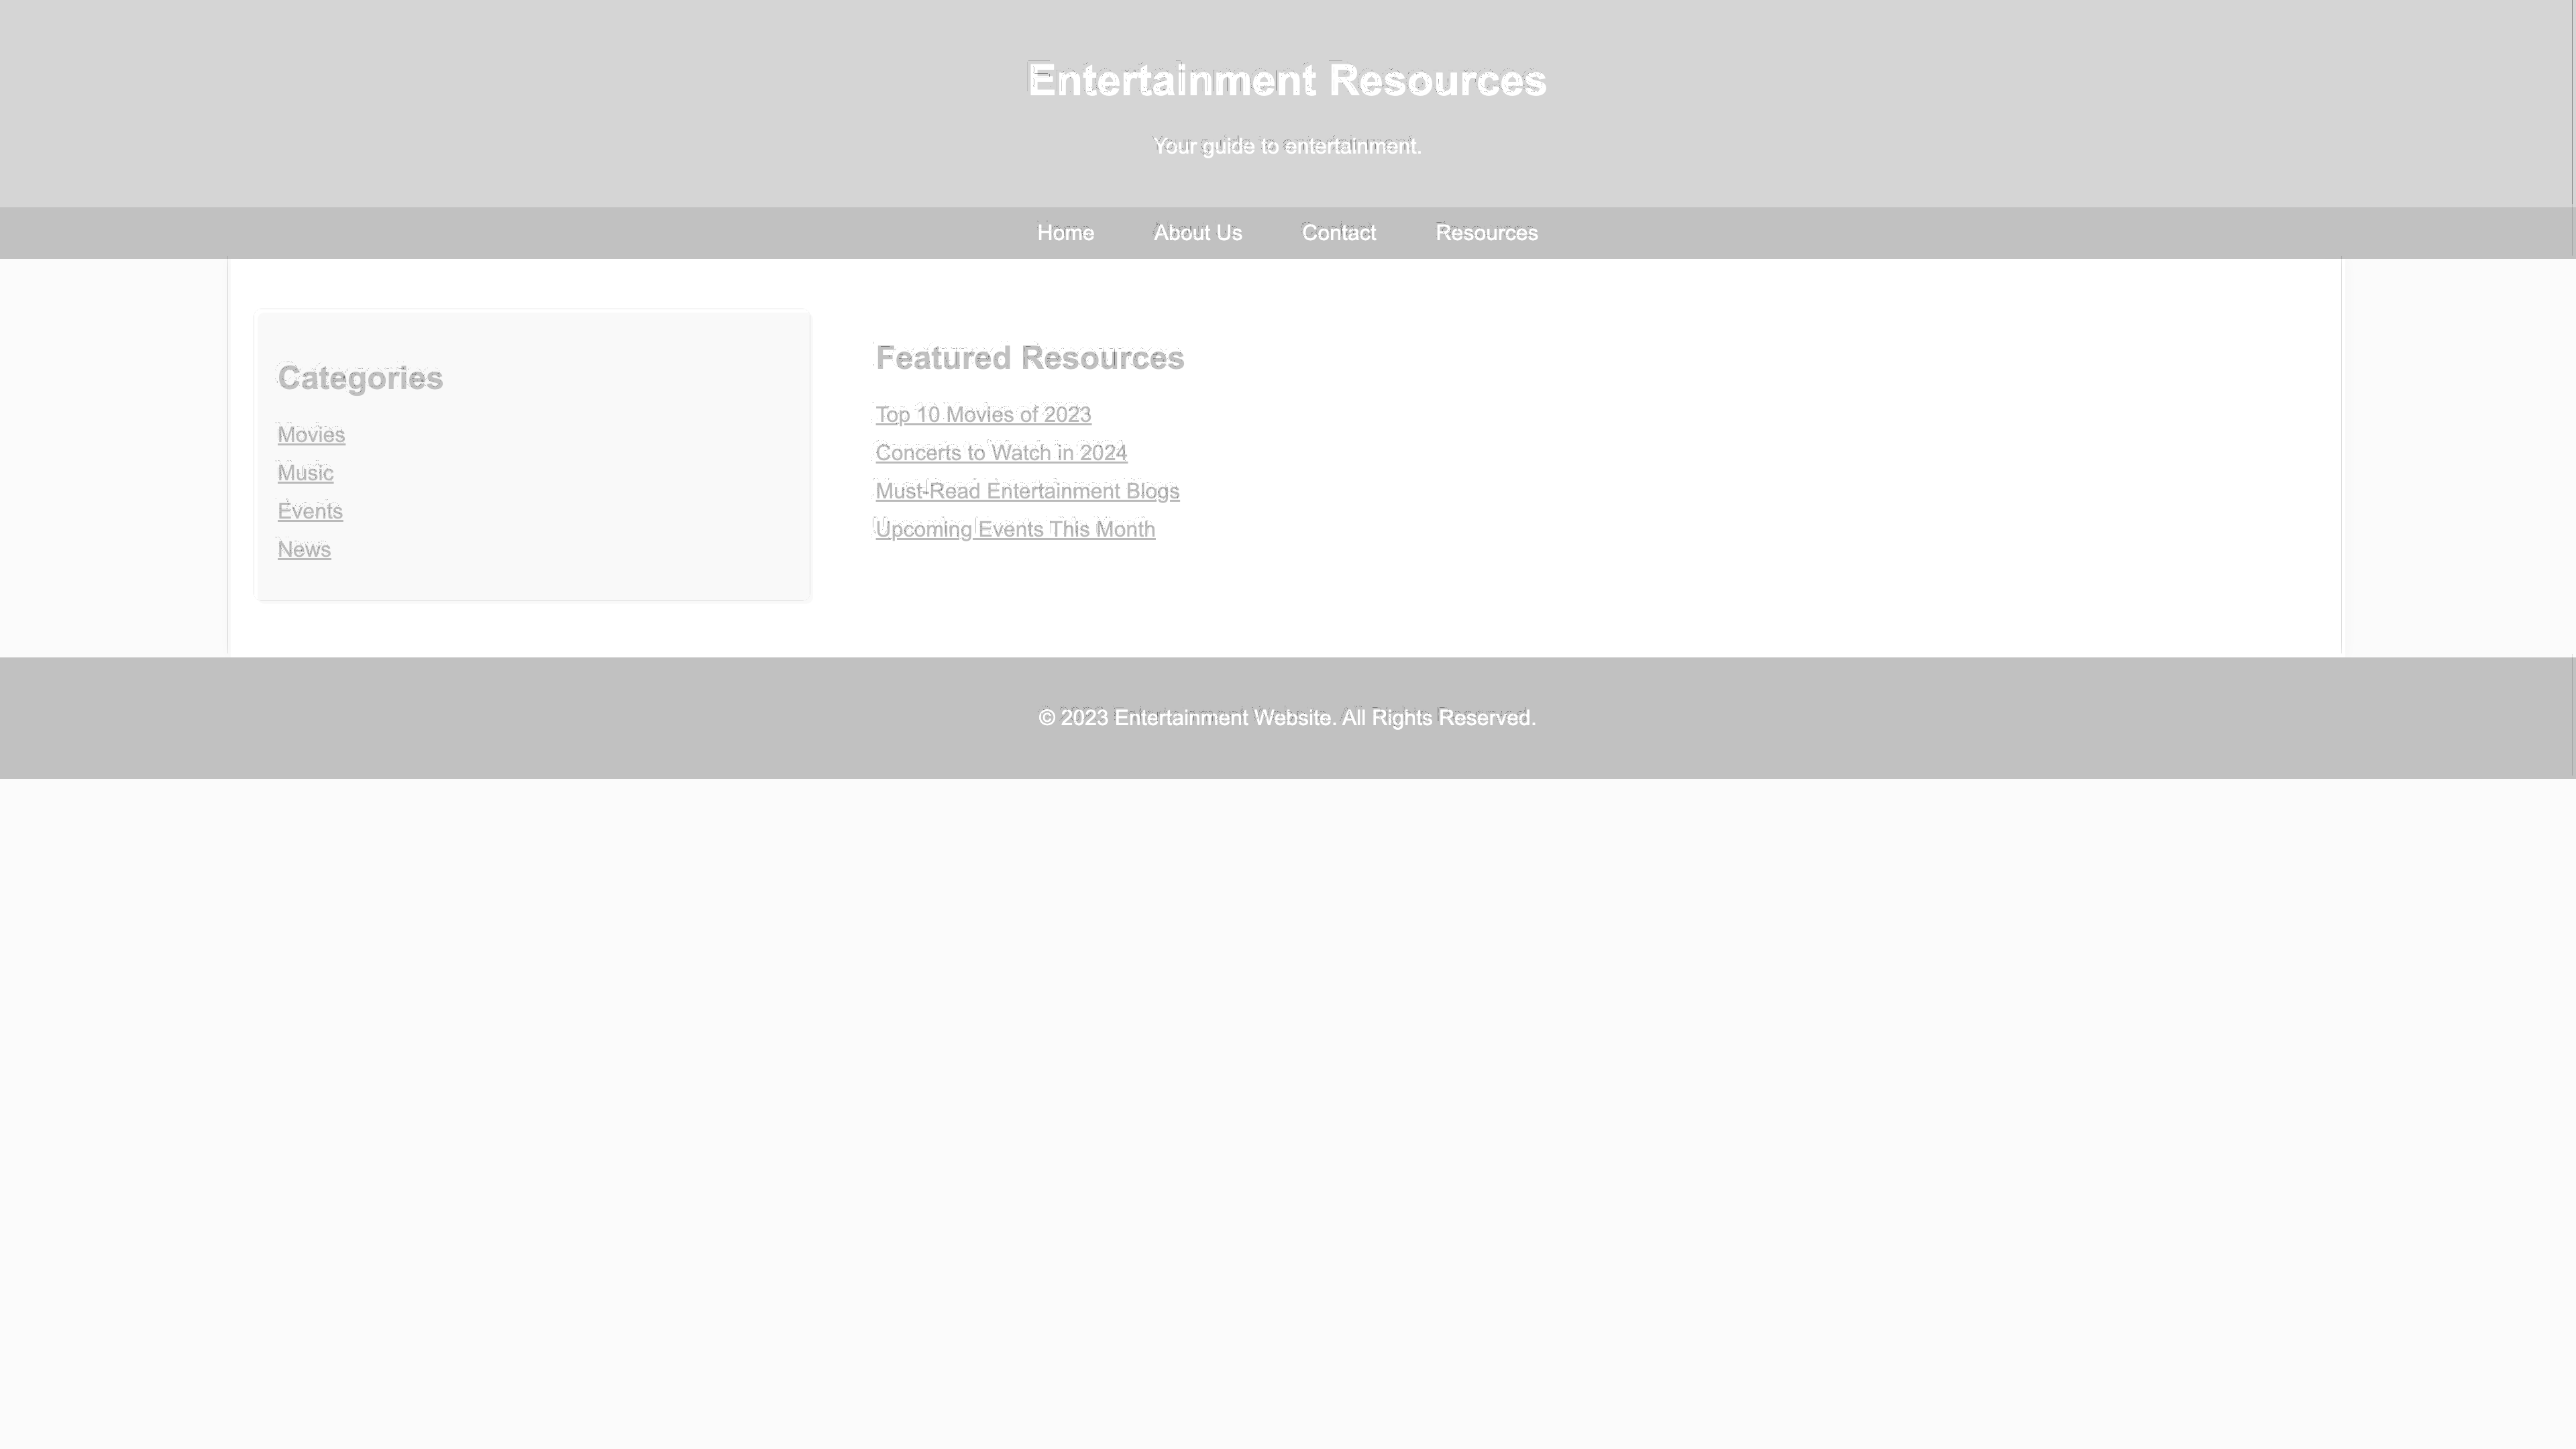 Entertainment Resources
Your guide to entertainment.
Home About Us Contact Resources
Categories
Movies
Music
Events
News
Featured Resources
Top 10 Movies of 2023
Concerts to Watch in 2024
Must-Read Entertainment Blogs
Upcoming Events This Month
© 2023 Entertainment Website. All Rights Reserved.